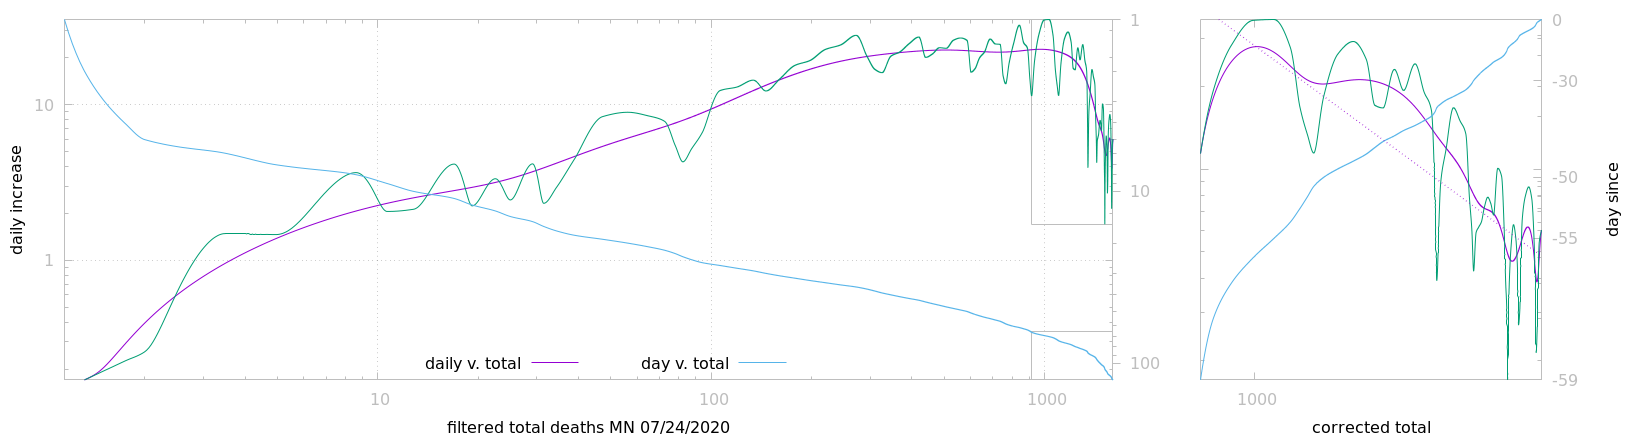 daily increase
10
1
daily v. total
day v. total
1
10
100
10
100
1000
filtered total deaths MN 07/24/2020
0
-30
-50
-55
-59
day since
1000
corrected total